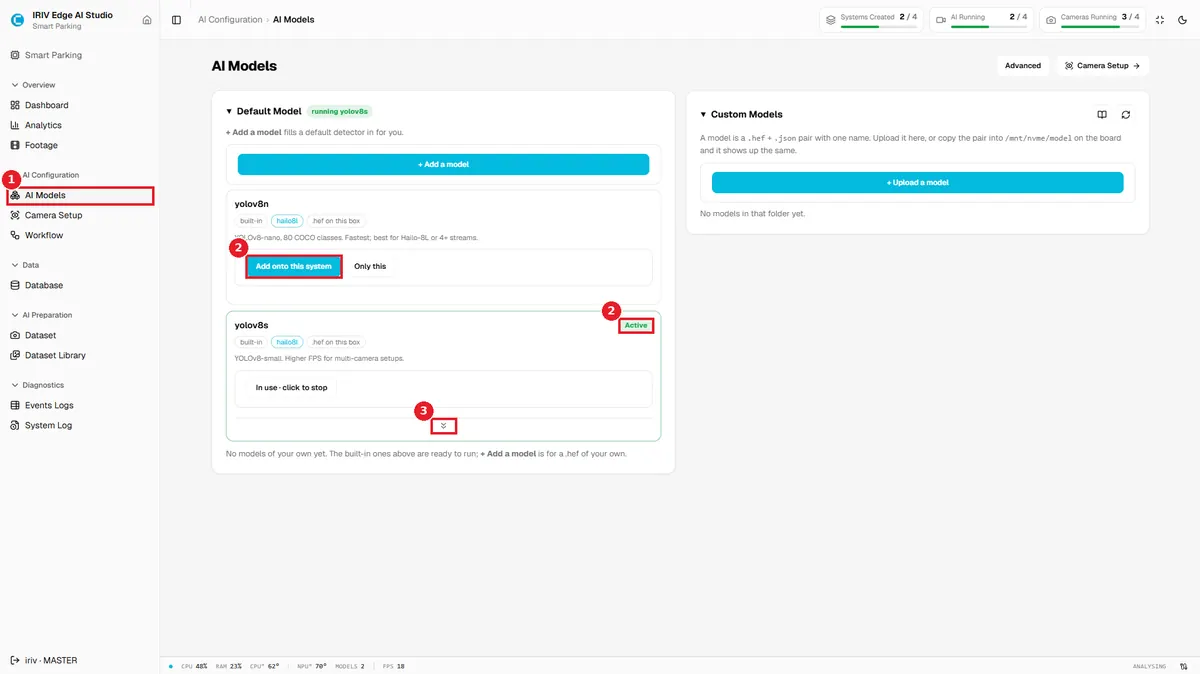 IRIV Edge AI Studio
Smart Parking
AI Configuration › AI Models
Systems Created 2 / 4
AI Running 2 / 4
Cameras Running 3 / 4
Smart Parking
Overview
Dashboard
Analytics
Footage
1
AI Configuration
AI Models
Camera Setup
Workflow
Data
Database
AI Preparation
Dataset
Dataset Library
Diagnostics
Events Logs
System Log
iriv · MASTER
AI Models
Advanced
Camera Setup →
▼ Default Model running yolov8s
+ Add a model fills a default detector in for you.
+ Add a model
yolov8n
built-in hailo8l .hef on this box
YOLOv8-nano, 80 COCO classes. Fastest; best for Hailo-8L or 4+ streams.
2
Add onto this system Only this
2
yolov8s Active
built-in hailo8l .hef on this box
YOLOv8-small. Higher FPS for multi-camera setups.
In use · click to stop
3
No models of your own yet. The built-in ones above are ready to run; + Add a model is for a .hef of your own.
▼ Custom Models
A model is a .hef + .json pair with one name. Upload it here, or copy the pair into /mnt/nvme/model on the board
and it shows up the same.
+ Upload a model
No models in that folder yet.
CPU 48% RAM 23% CPU° 62° NPU° 70° MODELS 2 FPS 18
ANALYSING